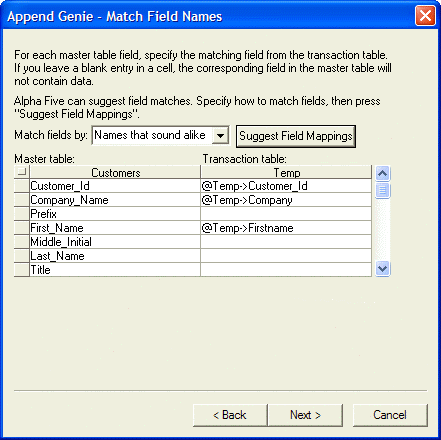 Append Genie - Match Field Names
For each master table field, specify the matching field from the transaction table.
If you leave a blank entry in a cell, the corresponding field in the master table will
not contain data.
Alpha Five can suggest field matches. Specify how to match fields, then press
"Suggest Field Mappings".
Match fields by: Names that sound alike Suggest Field Mappings
Master table: Transaction table:
Customers Temp
Customer_Id @Temp->Customer_Id
Company_Name @Temp->Company
Prefix
First_Name @Temp->Firstname
Middle_Initial
Last_Name
Title
< Back Next > Cancel